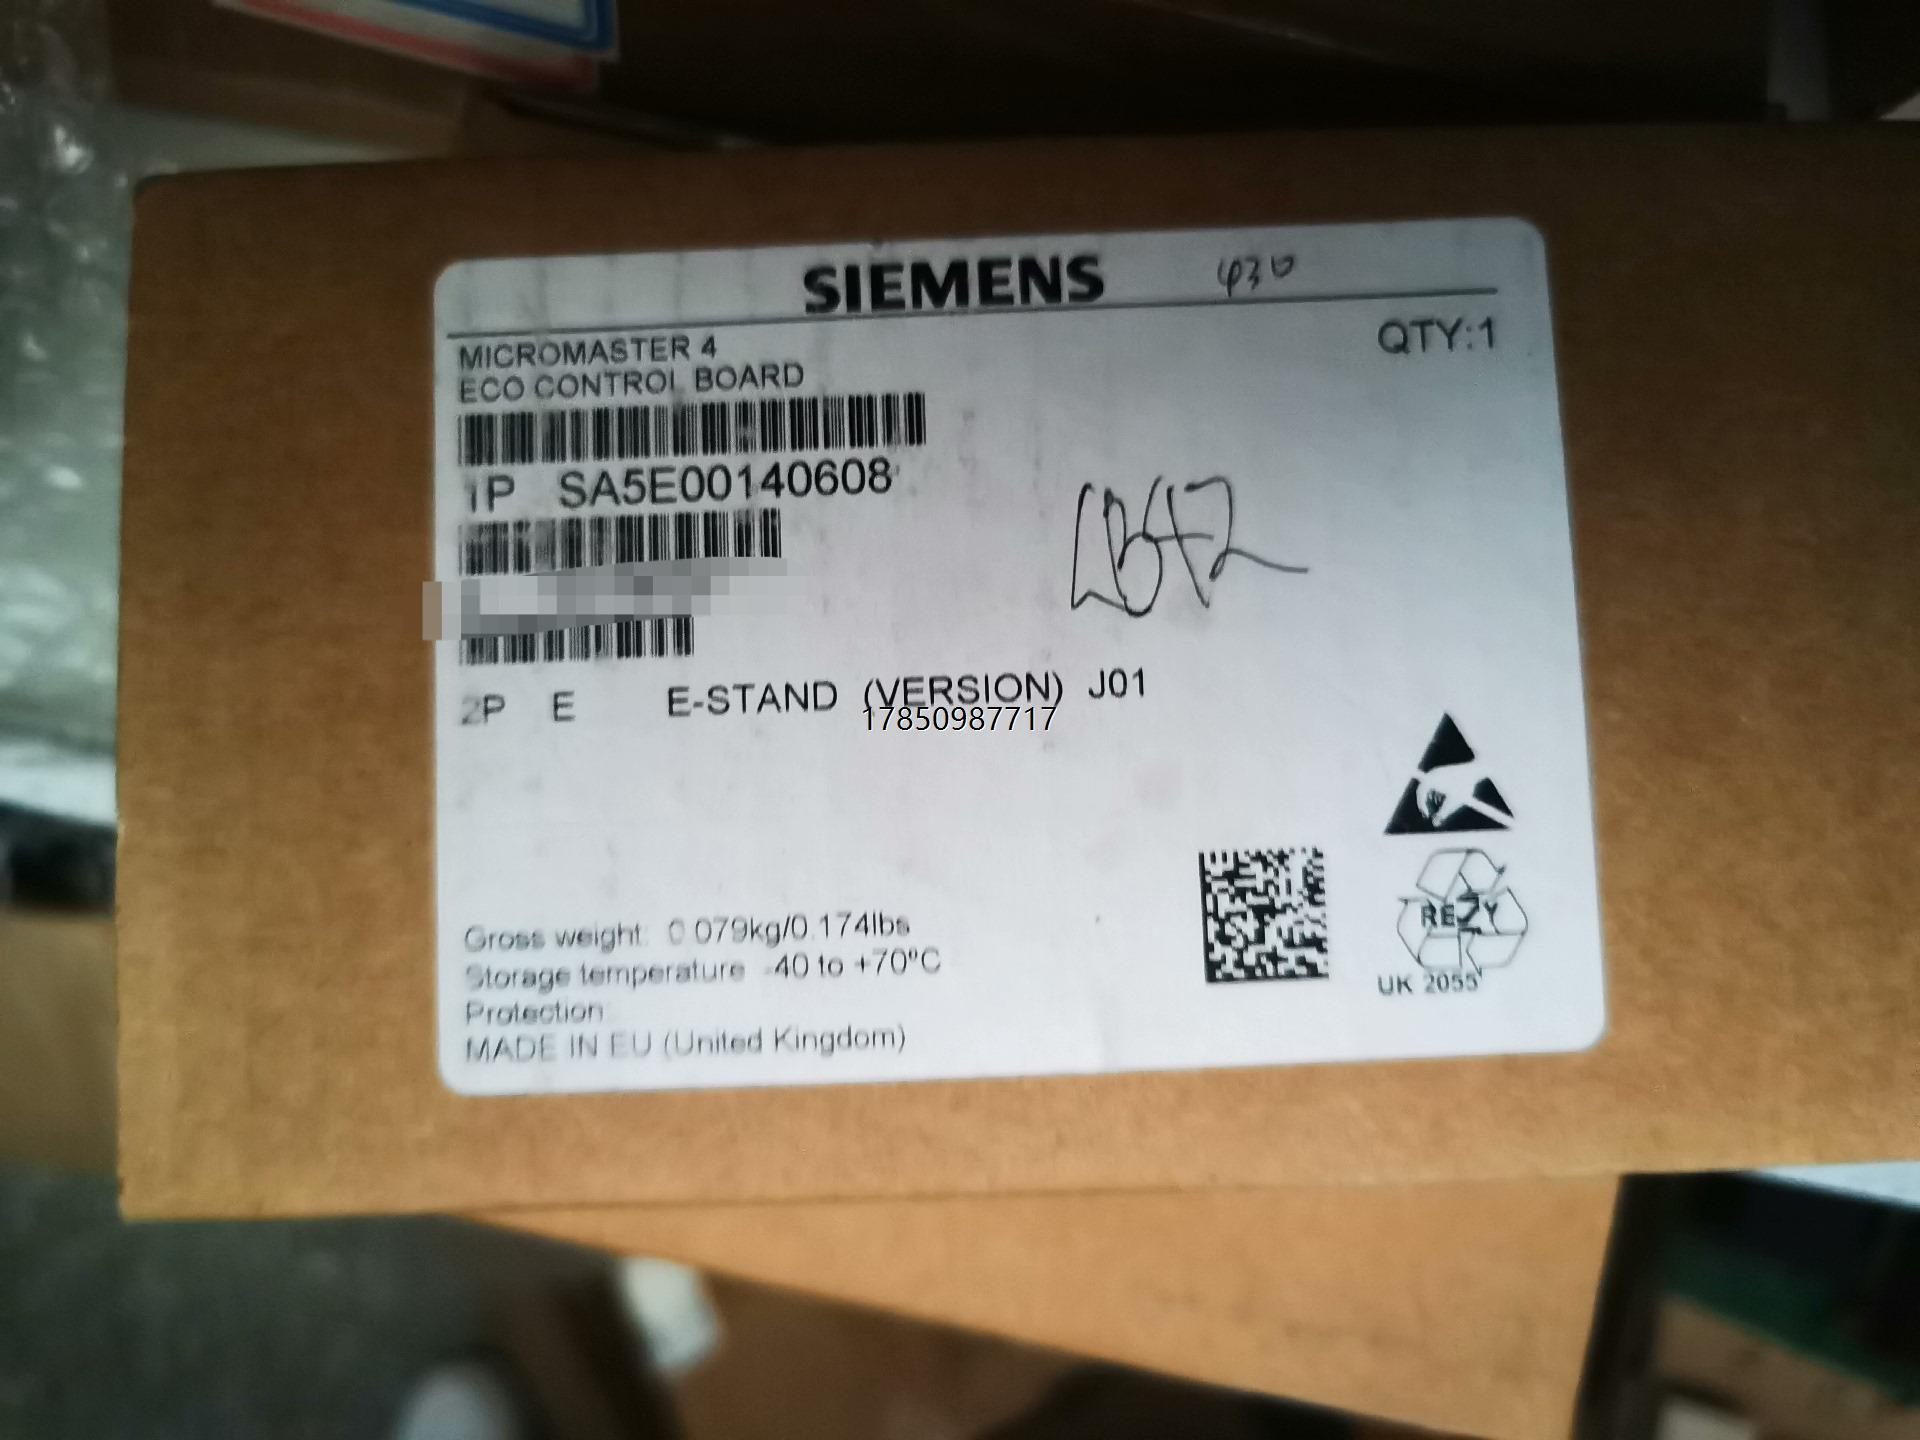 SIEMENS
430
MICROMASTER 4
QTY:1
ECO CONTROL BOARD
1P SA5E00140608
2P E E-STAND (VERSION) J01
17850987717
Gross weight: 0.079kg/0.174lbs
Storage temperature -40 to +70°C
Protection:
MADE IN EU (United Kingdom)
REZY
UK 2055